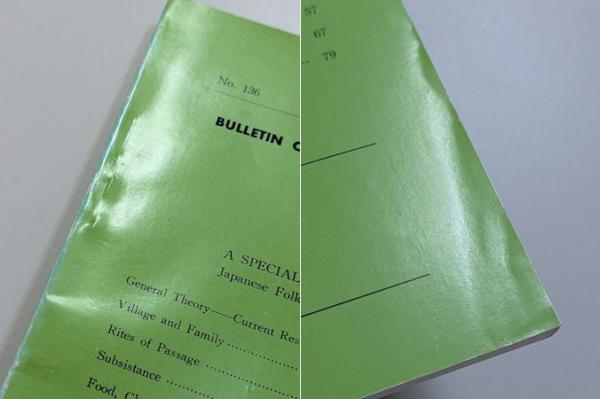 No. 136
BULLETIN
A SPECIAL
Japanese Folk
General Theory—Current Res
Village and Family ............
Rites of Passage ............
Subsistance ............
Food,
57
67
.. 79